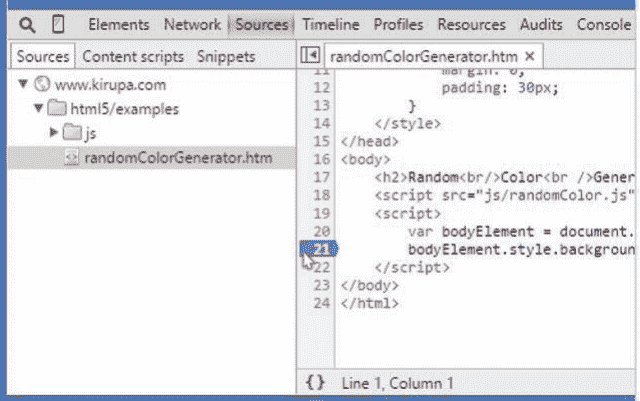 Elements Network Sources Timeline Profiles Resources Audits Console
Sources Content scripts Snippets
randomColorGenerator.htm ×
www.kirupa.com
html5/examples
js
randomColorGenerator.htm
11 margin: 0;
12 padding: 30px;
13 }
14 </style>
15 </head>
16 <body>
17 <h2>Random<br/>Color<br />Gener
18 <script src="js/randomColor.js"
19 <script>
20 var bodyElement = document.
21 bodyElement.style.backgroun
22 </script>
23 </body>
24 </html>
{} Line 1, Column 1